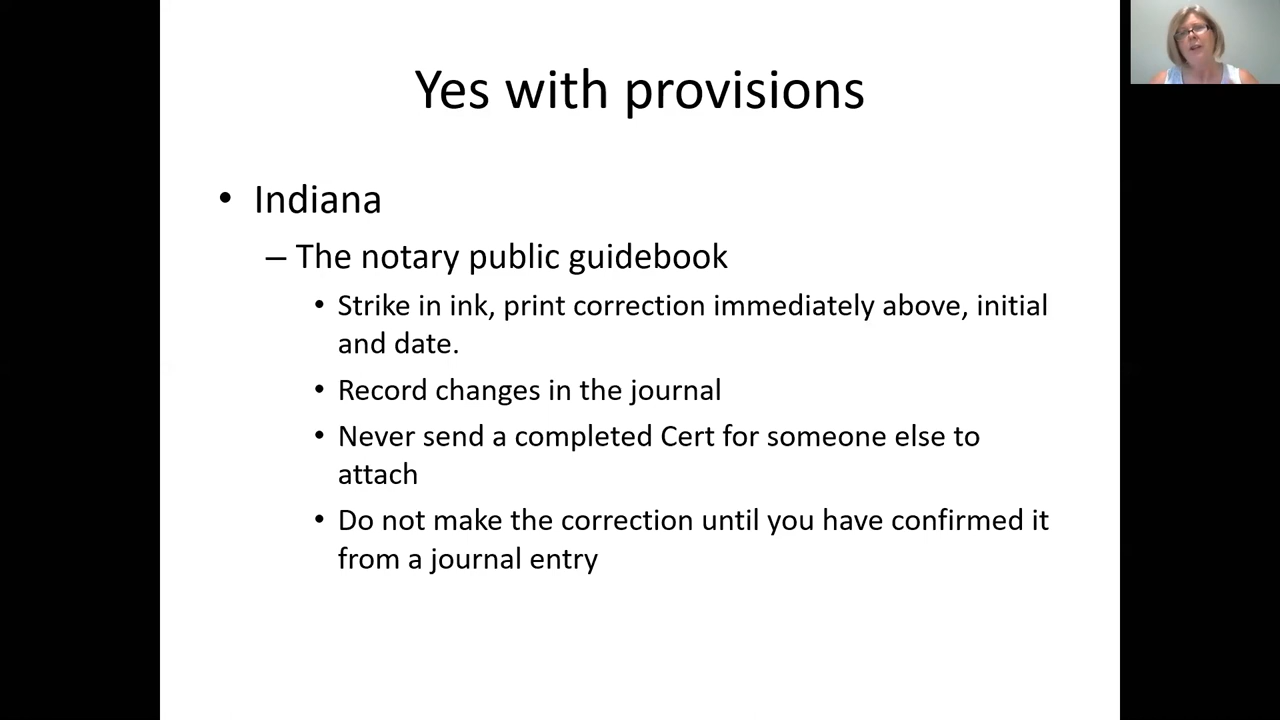 Yes with provisions
• Indiana
– The notary public guidebook
• Strike in ink, print correction immediately above, initial
and date.
• Record changes in the journal
• Never send a completed Cert for someone else to
attach
• Do not make the correction until you have confirmed it
from a journal entry